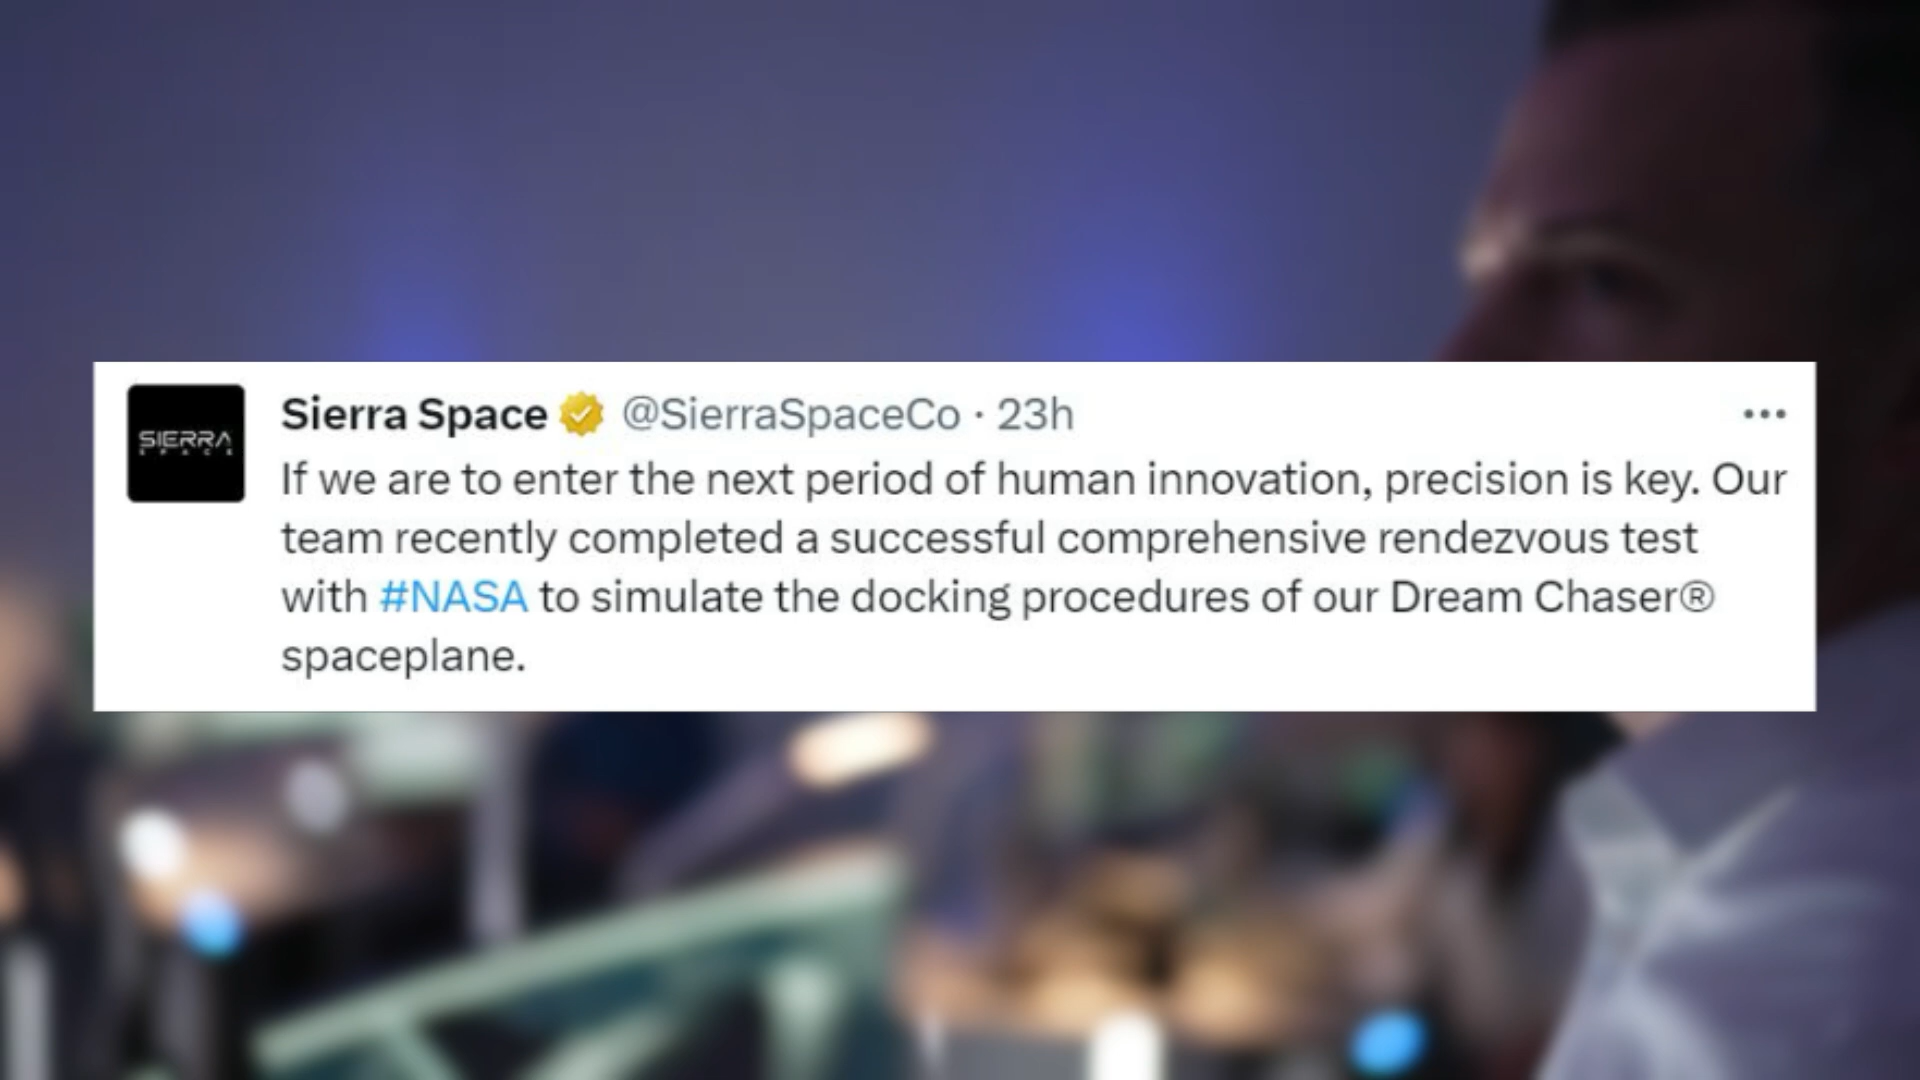 SIERRA
SPACE
Sierra Space @SierraSpaceCo · 23h
If we are to enter the next period of human innovation, precision is key. Our
team recently completed a successful comprehensive rendezvous test
with #NASA to simulate the docking procedures of our Dream Chaser®
spaceplane.